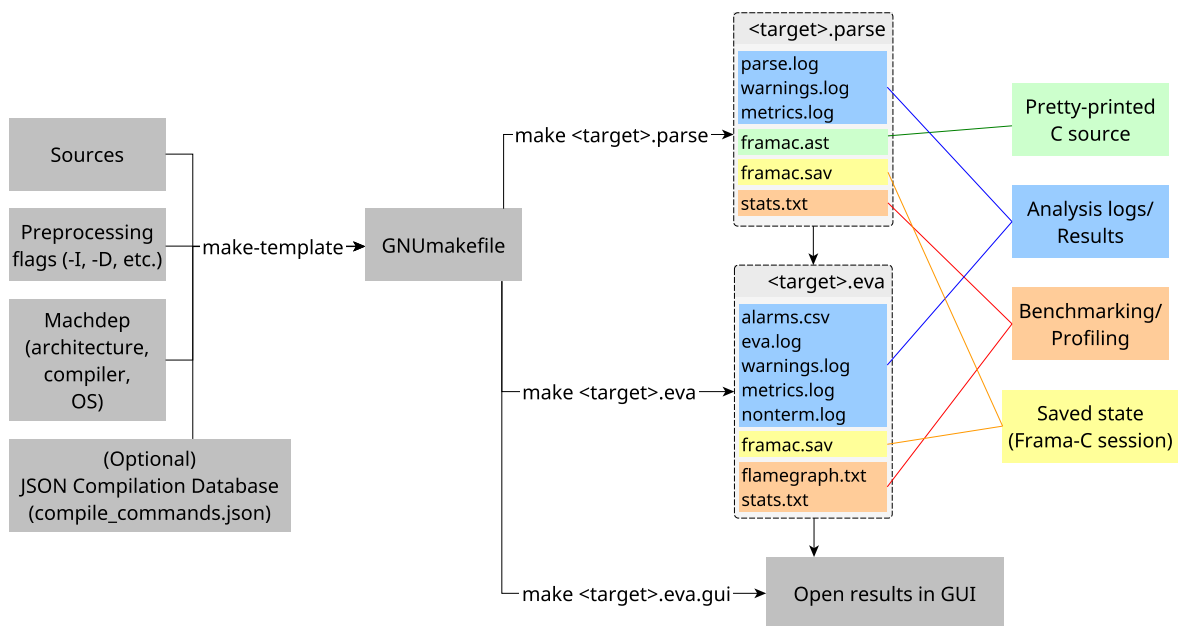 Sources
Preprocessing
flags (-I, -D, etc.)
Machdep
(architecture,
compiler,
OS)
(Optional)
JSON Compilation Database
(compile_commands.json)
make-template
GNUmakefile
make <target>.parse
make <target>.eva
make <target>.eva.gui
<target>.parse
parse.log
warnings.log
metrics.log
framac.ast
framac.sav
stats.txt
<target>.eva
alarms.csv
eva.log
warnings.log
metrics.log
nonterm.log
framac.sav
flamegraph.txt
stats.txt
Open results in GUI
Pretty-printed
C source
Analysis logs/
Results
Benchmarking/
Profiling
Saved state
(Frama-C session)